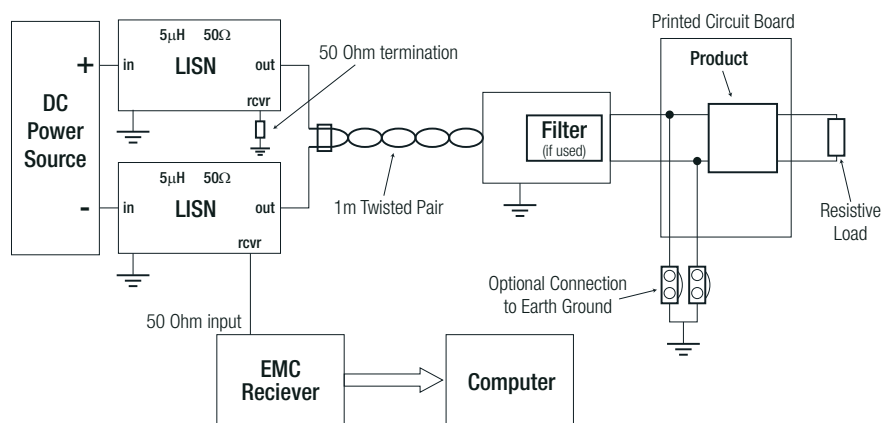 Printed Circuit Board
5µH 50Ω
LISN
+
in
out
rcvr
50 Ohm termination
Product
DC
Power
Source
Filter
(if used)
5µH 50Ω
LISN
-
in
out
rcvr
1m Twisted Pair
Resistive
Load
Optional Connection
to Earth Ground
50 Ohm input
EMC
Reciever
Computer